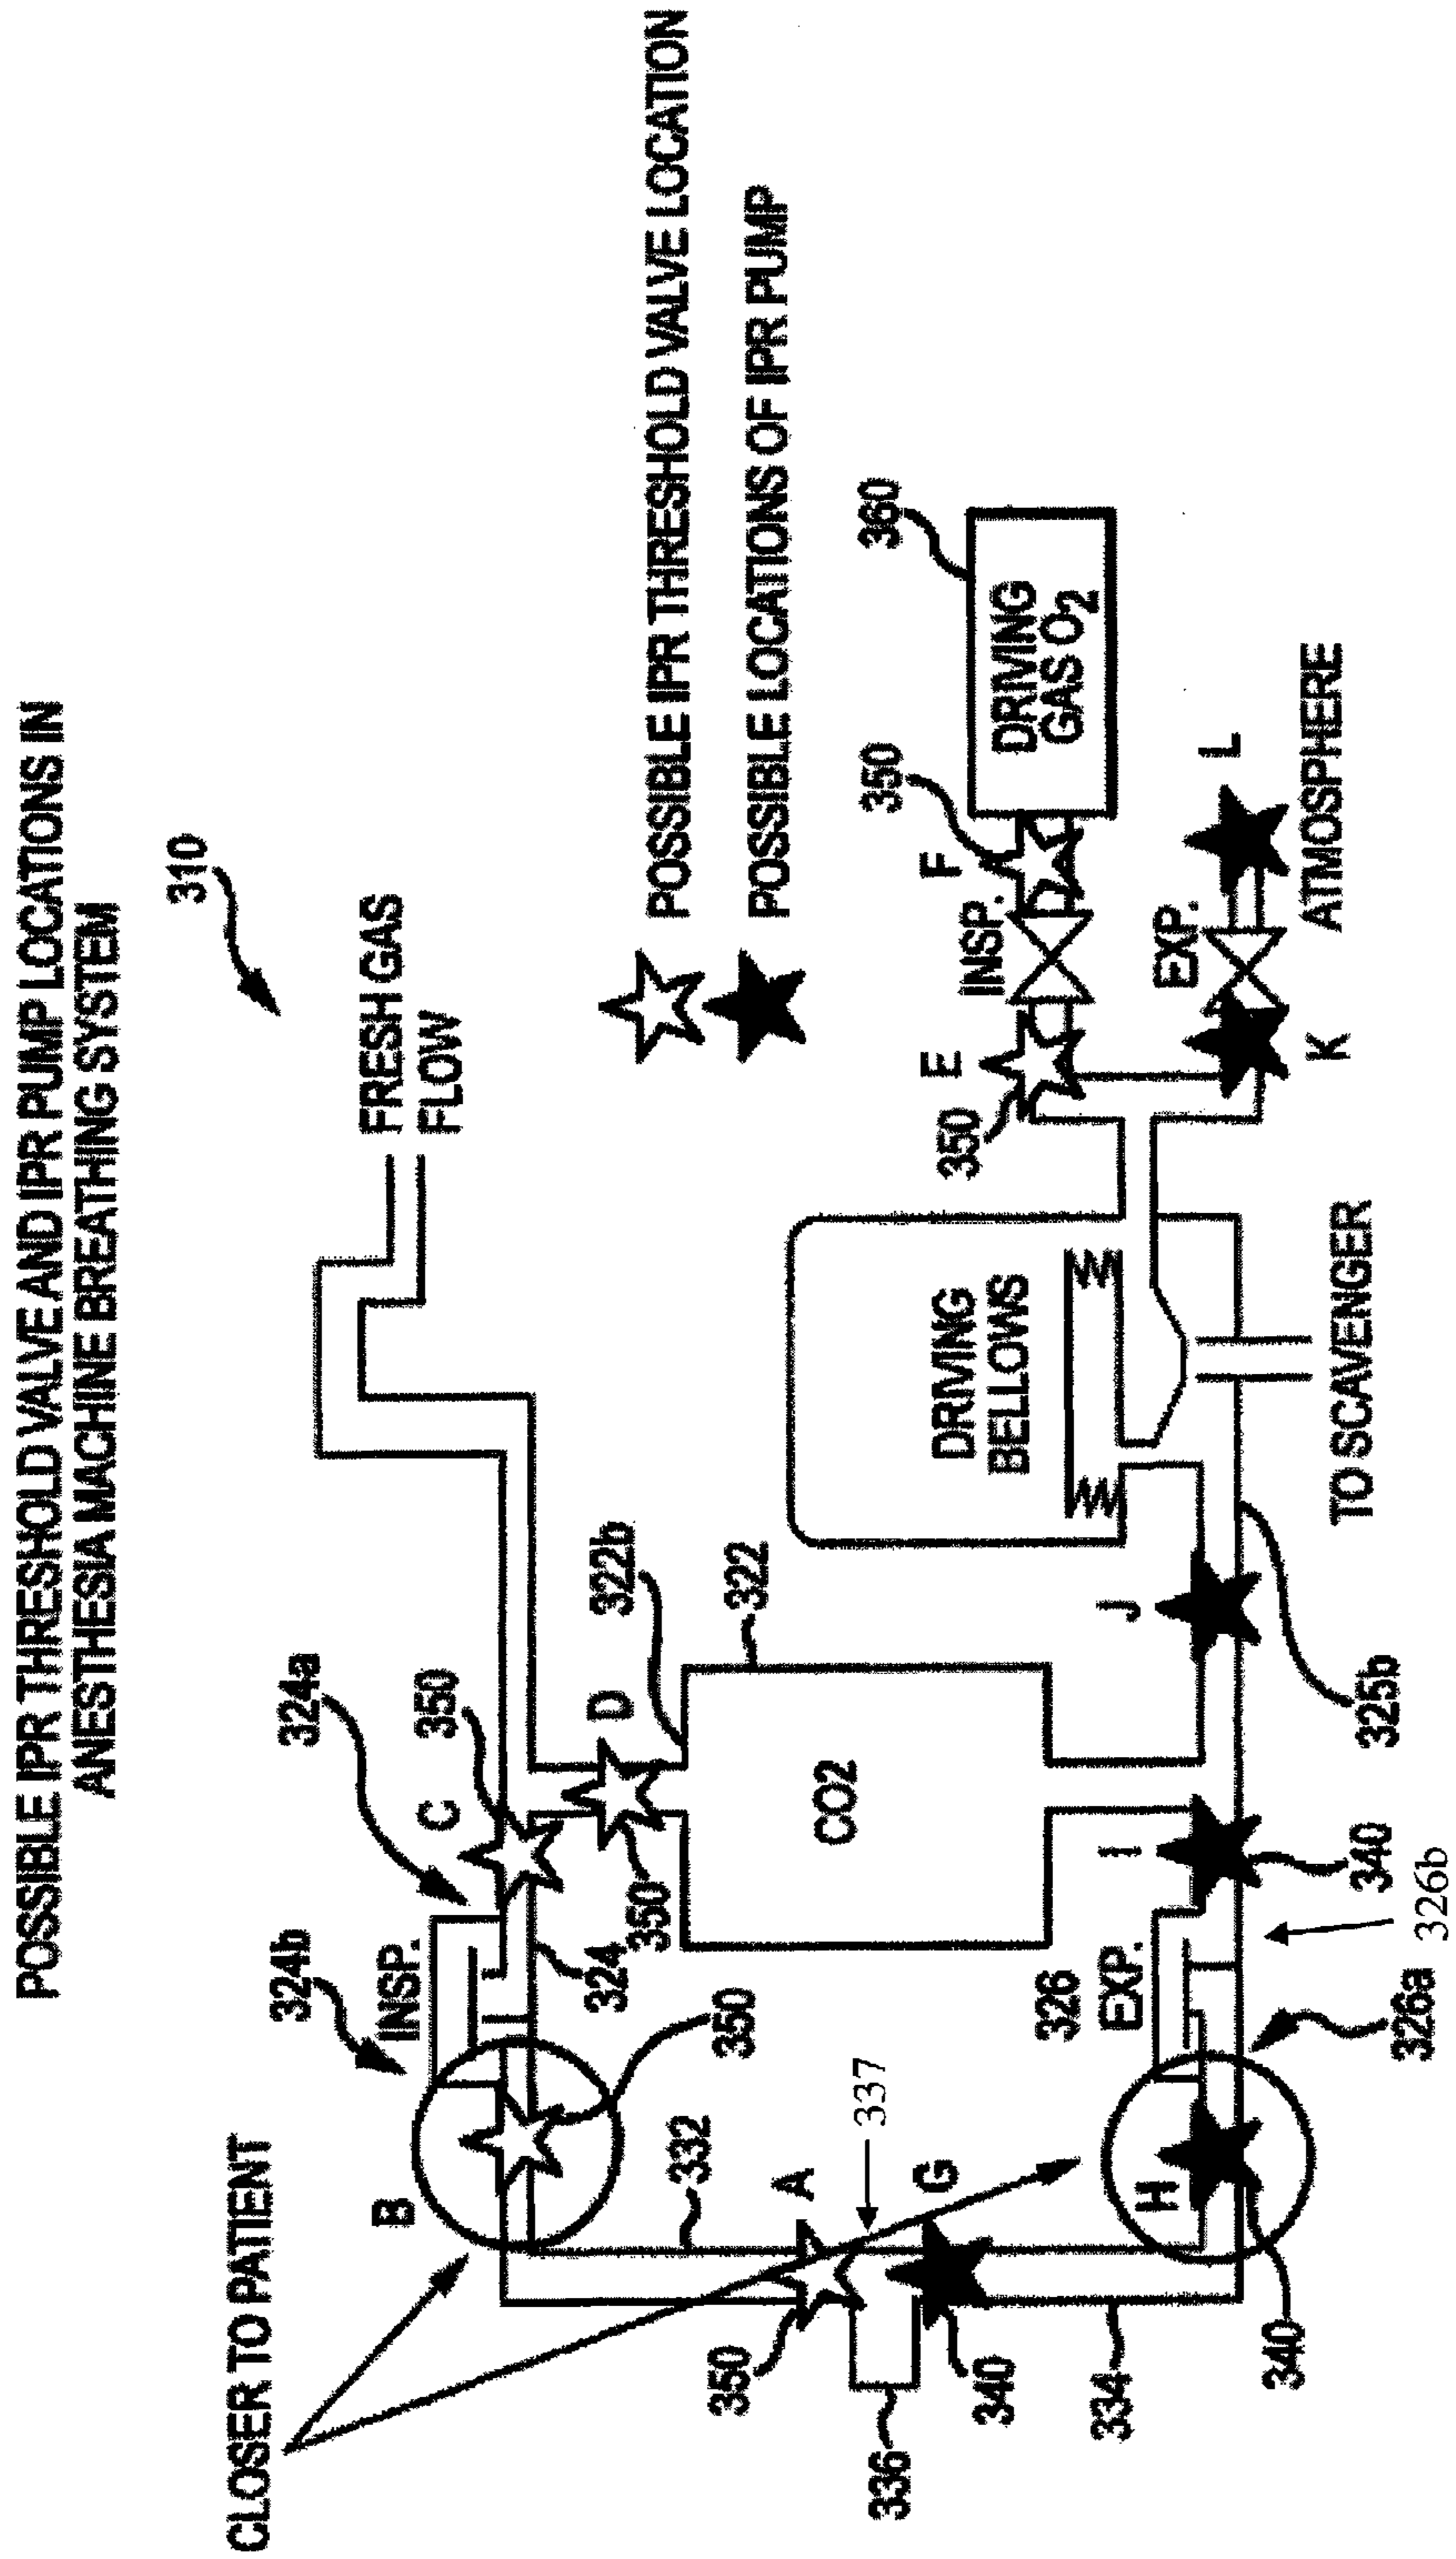 POSSIBLE IPR THRESHOLD VALVE AND IPR PUMP LOCATIONS IN
ANESTHESIA MACHINE BREATHING SYSTEM
310
FRESH GAS
FLOW
POSSIBLE IPR THRESHOLD VALVE LOCATION
POSSIBLE LOCATIONS OF IPR PUMP
CLOSER TO PATIENT
324b
324a
INSP.
B
C
350
350
324
D
350
322b
322
CO2
332
A
350
337
G
336
340
334
H
340
326
EXP.
326a
326b
I
340
J
325b
DRIVING
BELLOWS
TO SCAVENGER
E
350
INSP.
F
350
360
DRIVING
GAS O2
EXP.
K
L
ATMOSPHERE